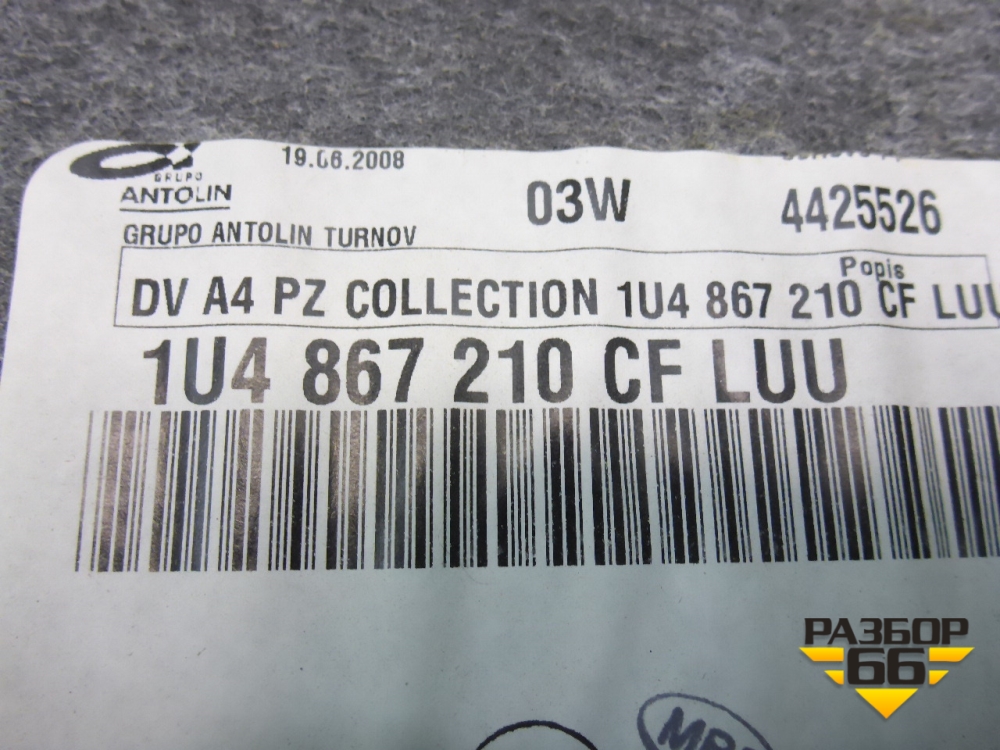 19.06.2008
GRUPO
ANTOLIN
03W
4425526
GRUPO ANTOLIN TURNOV
Popis
DV A4 PZ COLLECTION 1U4 867 210 CF LUU
1U4 867 210 CF LUU
РАЗБОР
66